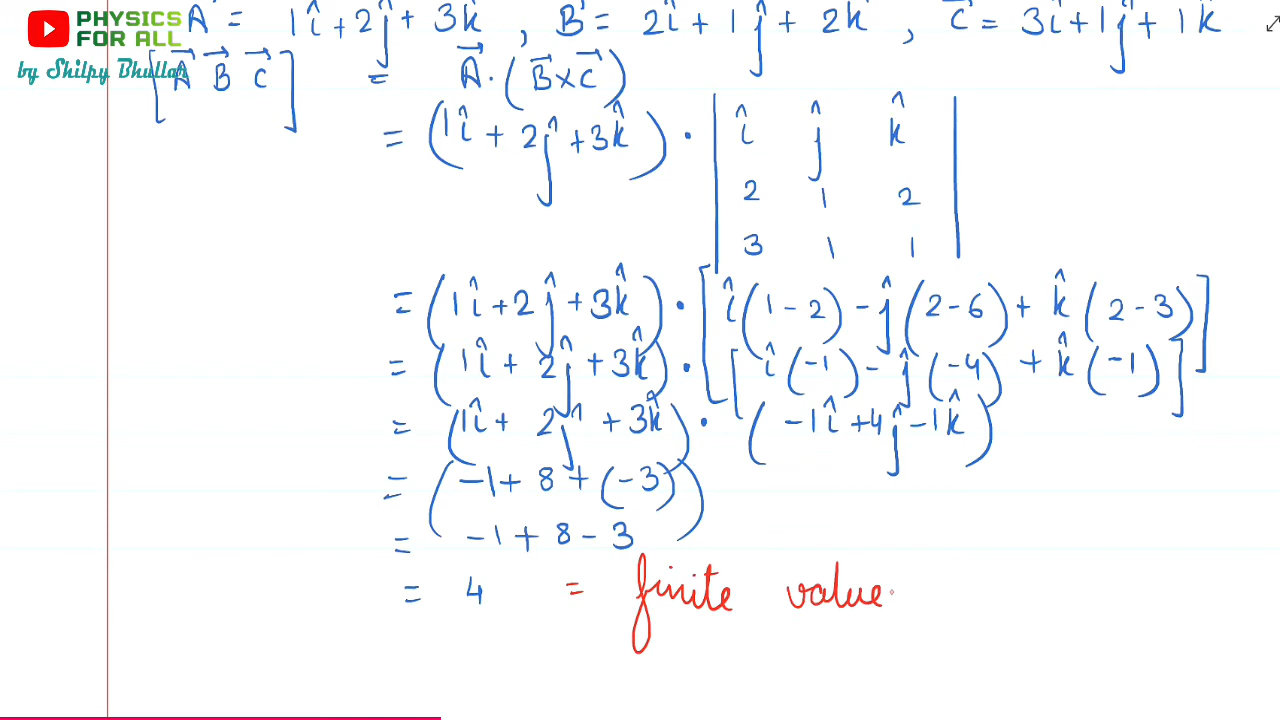 PHYSICS
FOR ALL
by Shilpy Bhullar
A⃗ = 1î + 2ĵ + 3k̂ , B⃗ = 2î + 1ĵ + 2k̂ , C⃗ = 3î + 1ĵ + 1k̂
[A⃗ B⃗ C⃗] = A⃗ · (B⃗ × C⃗)
= (1î + 2ĵ + 3k̂) · | î ĵ k̂ |
2 1 2
3 1 1
= (1î + 2ĵ + 3k̂) · [î(1 - 2) - ĵ(2 - 6) + k̂(2 - 3)]
= (1î + 2ĵ + 3k̂) · [î(-1) - ĵ(-4) + k̂(-1)]
= (1î + 2ĵ + 3k̂) · (-1î + 4ĵ - 1k̂)
= (-1 + 8 + (-3))
= -1 + 8 - 3
= 4 = finite value